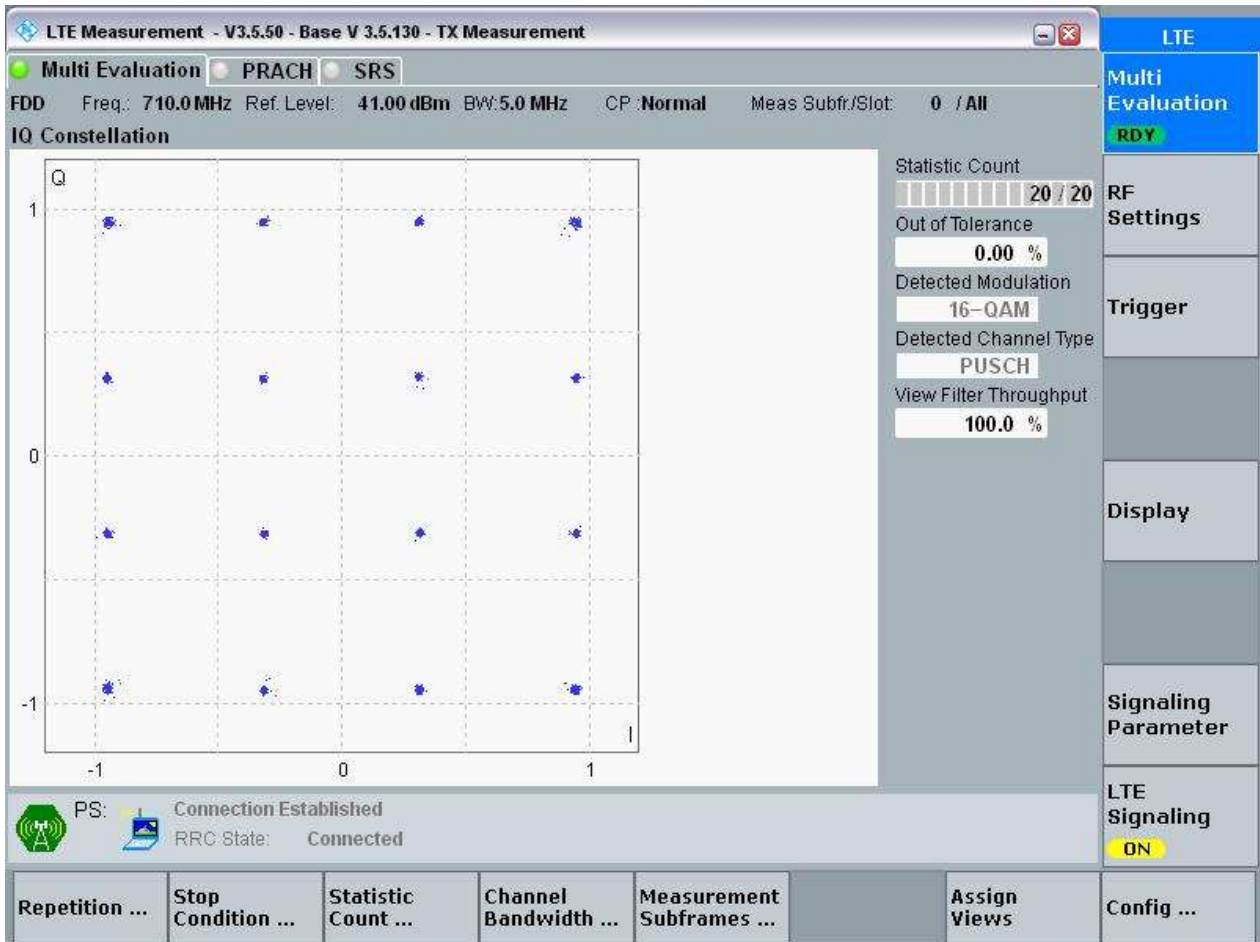 LTE Measurement - V3.5.50 - Base V 3.5.130 - TX Measurement
LTE
Multi Evaluation PRACH SRS
Multi Evaluation
RDY
FDD Freq.: 710.0 MHz Ref. Level: 41.00 dBm BW: 5.0 MHz CP : Normal Meas Subfr./Slot: 0 / All
IQ Constellation
Q
1
0
-1
I
-1 0 1
Statistic Count
20 / 20
Out of Tolerance
0.00 %
Detected Modulation
16-QAM
Detected Channel Type
PUSCH
View Filter Throughput
100.0 %
RF
Settings
Trigger
Display
Signaling
Parameter
LTE
Signaling
ON
PS: Connection Established
RRC State: Connected
Repetition ...
Stop
Condition ...
Statistic
Count ...
Channel
Bandwidth ...
Measurement
Subframes ...
Assign
Views
Config ...